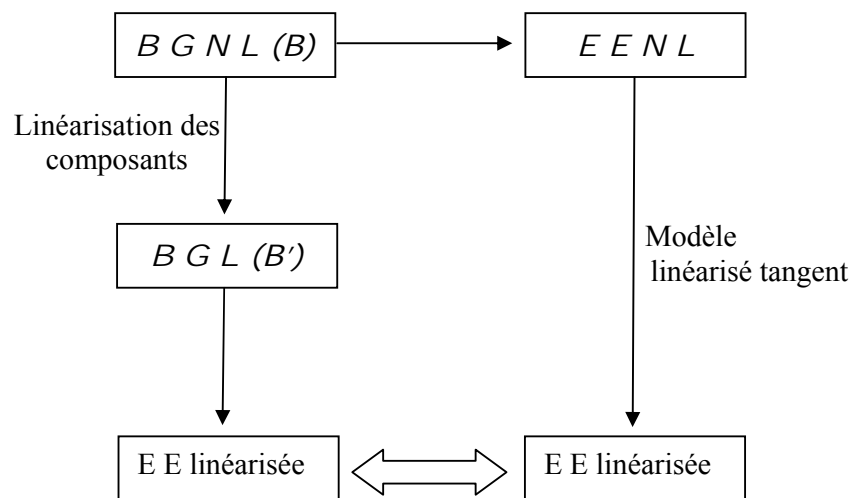 B G N L (B)
E E N L
Linéarisation des
composants
B G L (B')
Modèle
linéarisé tangent
E E linéarisée
E E linéarisée